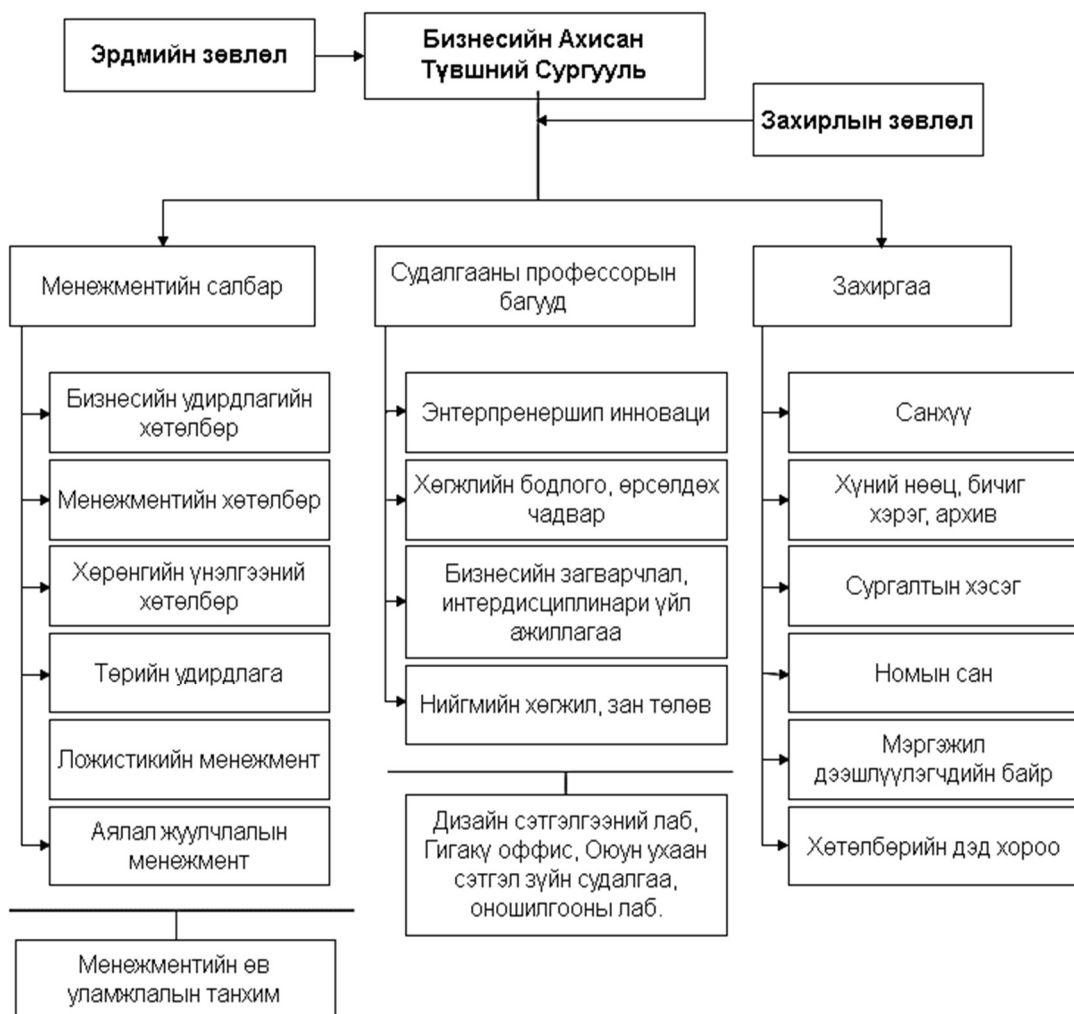 Эрдмийн зөвлөл
Бизнесийн Ахисан
Түвшний Сургууль
Захирлын зөвлөл
Менежментийн салбар
Бизнесийн удирдлагийн
хөтөлбөр
Менежментийн хөтөлбөр
Хөрөнгийн үнэлгээний
хөтөлбөр
Төрийн удирдлага
Ложистикийн менежмент
Аялал жуулчлалын
менежмент
Менежментийн өв
уламжлалын танхим
Судалгааны профессорын
багууд
Энтерпренершип инноваци
Хөгжлийн бодлого, өрсөлдөх
чадвар
Бизнесийн загварчлал,
интердисциплинари үйл
ажиллагаа
Нийгмийн хөгжил, зан төлөв
Дизайн сэтгэлгээний лаб,
Гигакү оффис, Оюун ухаан
сэтгэл зүйн судалгаа,
оношилгооны лаб.
Захиргаа
Санхүү
Хүний нөөц, бичиг
хэрэг, архив
Сургалтын хэсэг
Номын сан
Мэргэжил
дээшлүүлэгчдийн байр
Хөтөлбөрийн дэд хороо